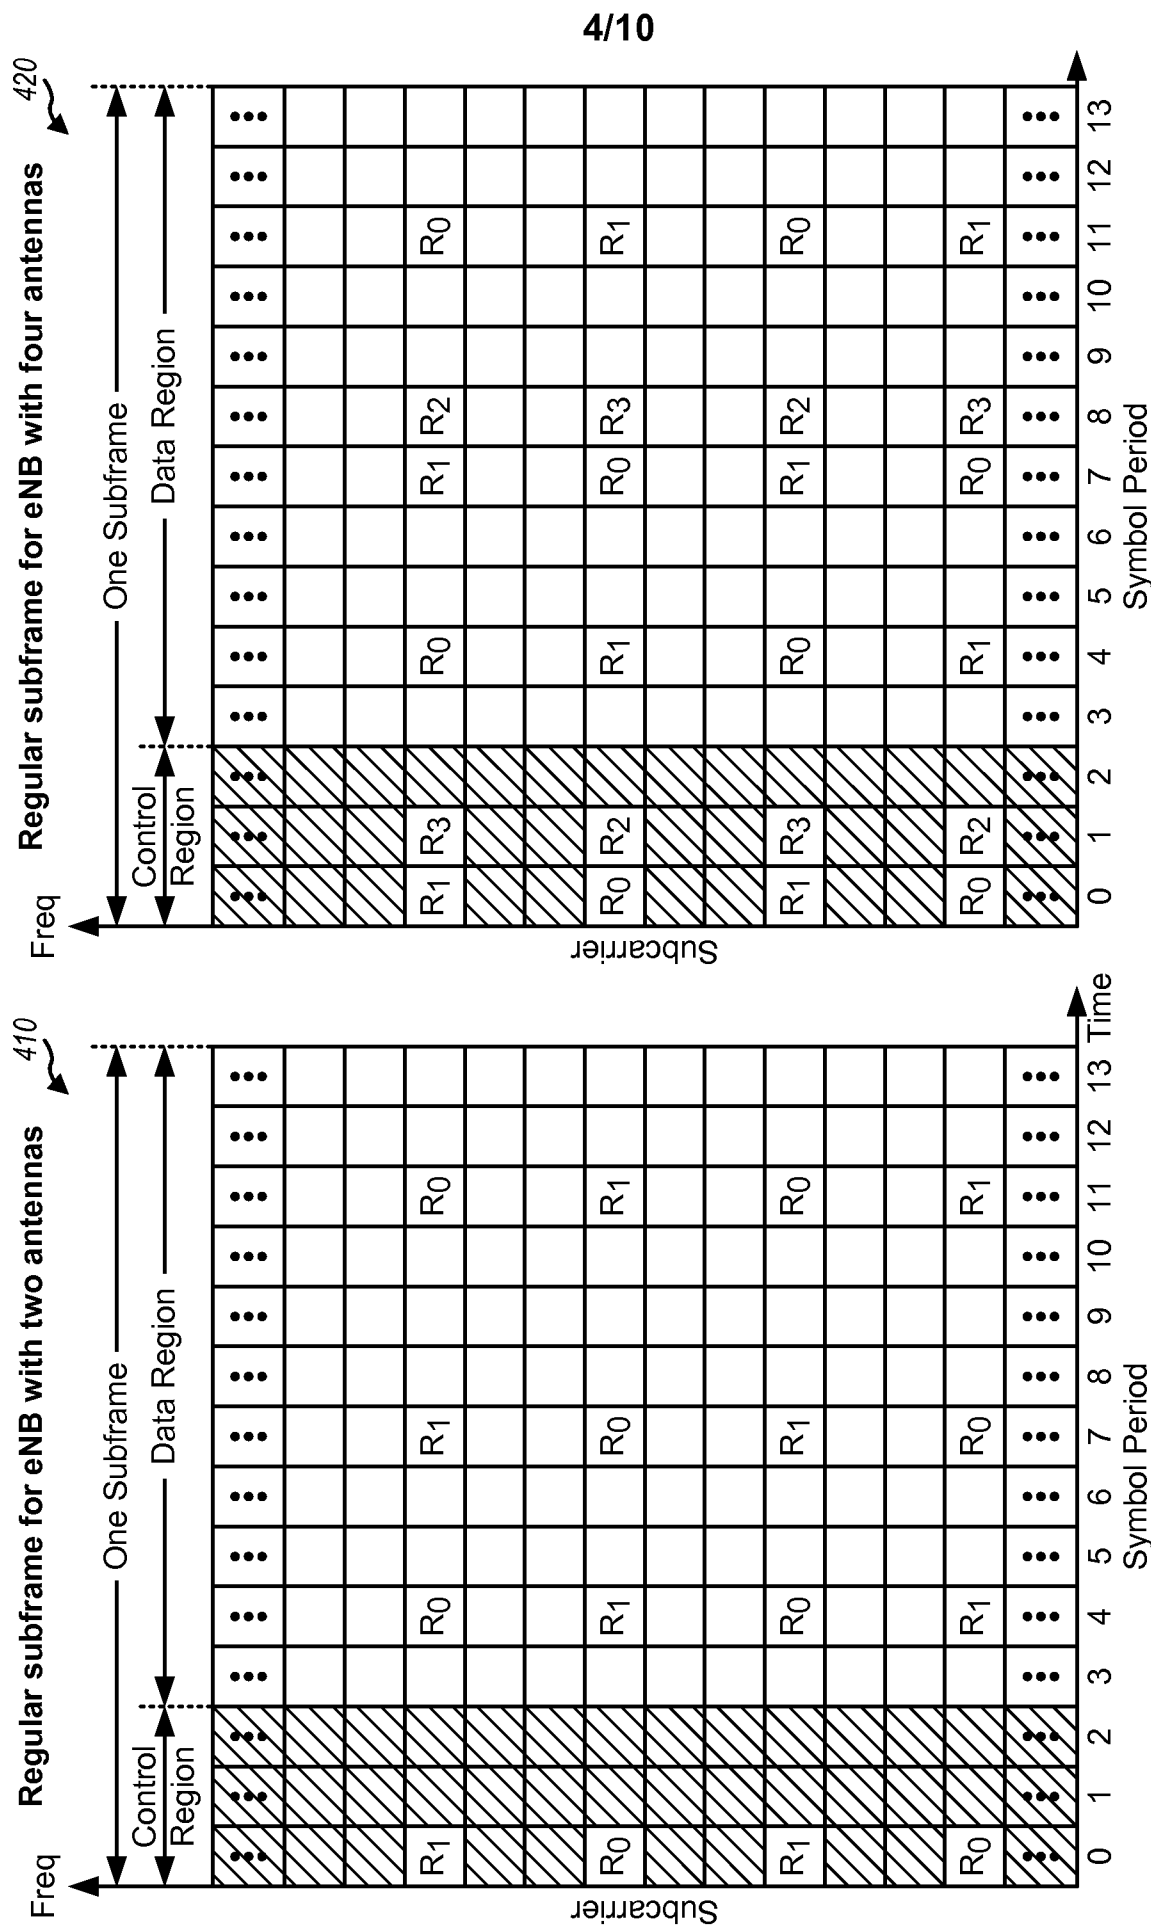 4/10
Regular subframe for eNB with two antennas
410
Freq
One Subframe
Control
Region
Data Region
Subcarrier
••• ••• ••• ••• ••• ••• ••• ••• ••• ••• ••• ••• ••• •••
R1 R0 R1 R0
R0 R1 R0 R1
R1 R0 R1 R0
R0 R1 R0 R1
••• ••• ••• ••• ••• ••• ••• ••• ••• ••• ••• ••• ••• •••
0 1 2 3 4 5 6 7 8 9 10 11 12 13 Time
Symbol Period
Regular subframe for eNB with four antennas
420
Freq
One Subframe
Control
Region
Data Region
Subcarrier
••• ••• ••• ••• ••• ••• ••• ••• ••• ••• ••• ••• ••• •••
R1 R3 R0 R1 R2 R0
R0 R2 R1 R0 R3 R1
R1 R3 R0 R1 R2 R0
R0 R2 R1 R0 R3 R1
••• ••• ••• ••• ••• ••• ••• ••• ••• ••• ••• ••• ••• •••
0 1 2 3 4 5 6 7 8 9 10 11 12 13
Symbol Period